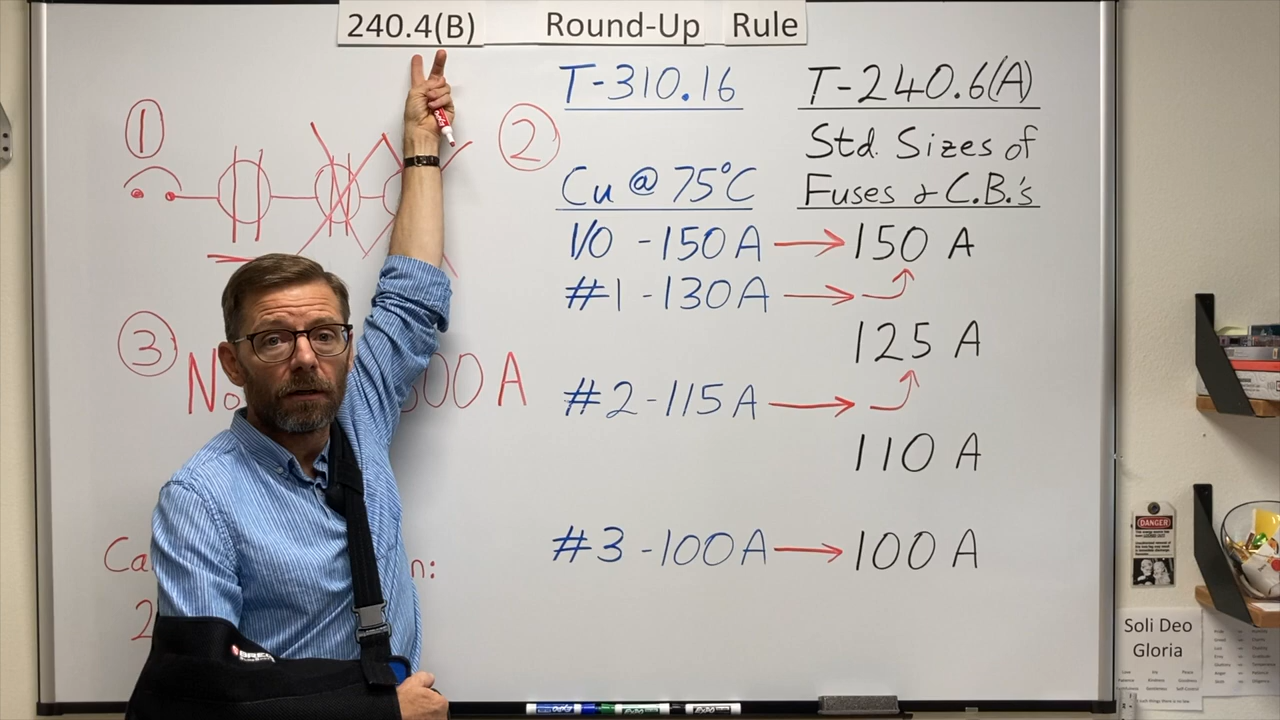 240.4(B) Round-Up Rule
①
②
T-310.16
T-240.6(A)
Std. Sizes of
Fuses & C.B.'s
Cu @ 75°C
1/0 - 150 A → 150 A
#1 - 130 A →
125 A
③
00 A
#2 - 115 A →
110 A
#3 - 100 A → 100 A
DANGER
Soli Deo
Gloria